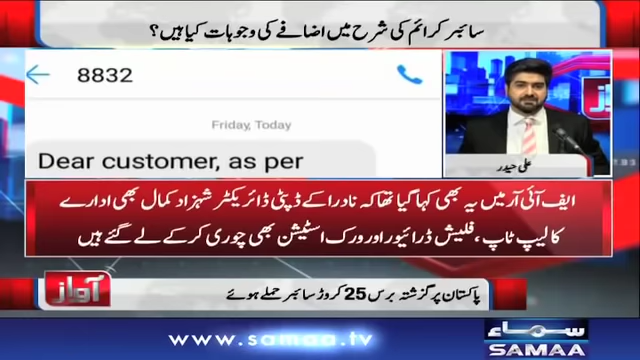 سائبر کرائم کی شرح میں اضافے کی وجوہات کیا ہیں؟
8832
Friday, Today
Dear customer, as per
آواز
علی حیدر
ایف آئی آر میں یہ بھی کہا گیا تھا کہ نادرا کے ڈپٹی ڈائریکٹر شہزاد کمال بھی ادارے
کا لیپ ٹاپ، فلیش ڈرائیور اور ورک اسٹیشن بھی چوری کر کے لے گئے ہیں
آواز
پاکستان پر گزشتہ برس 25 کروڑ سائبر حملے ہوئے
www.samaa.tv
سماء
SAMAA